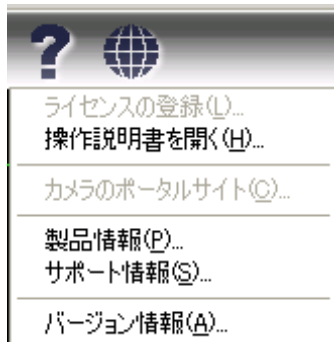 ライセンスの登録(L)...
操作説明書を開く(H)...
カメラのポータルサイト(C)...
製品情報(P)...
サポート情報(S)...
バージョン情報(A)...